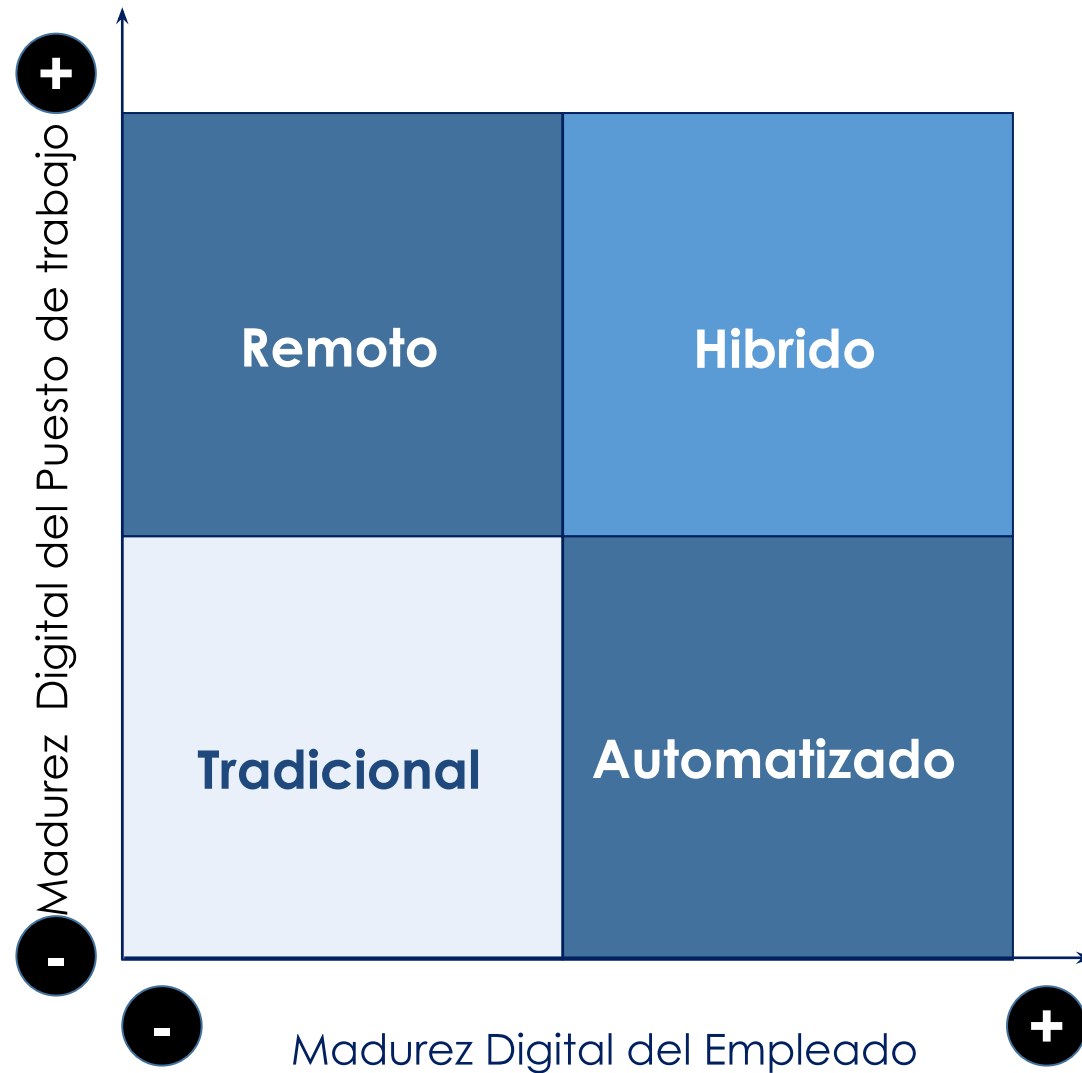 +
Madurez Digital del Puesto de trabajo
Remoto
Hibrido
Tradicional
Automatizado
-
-
+
Madurez Digital del Empleado